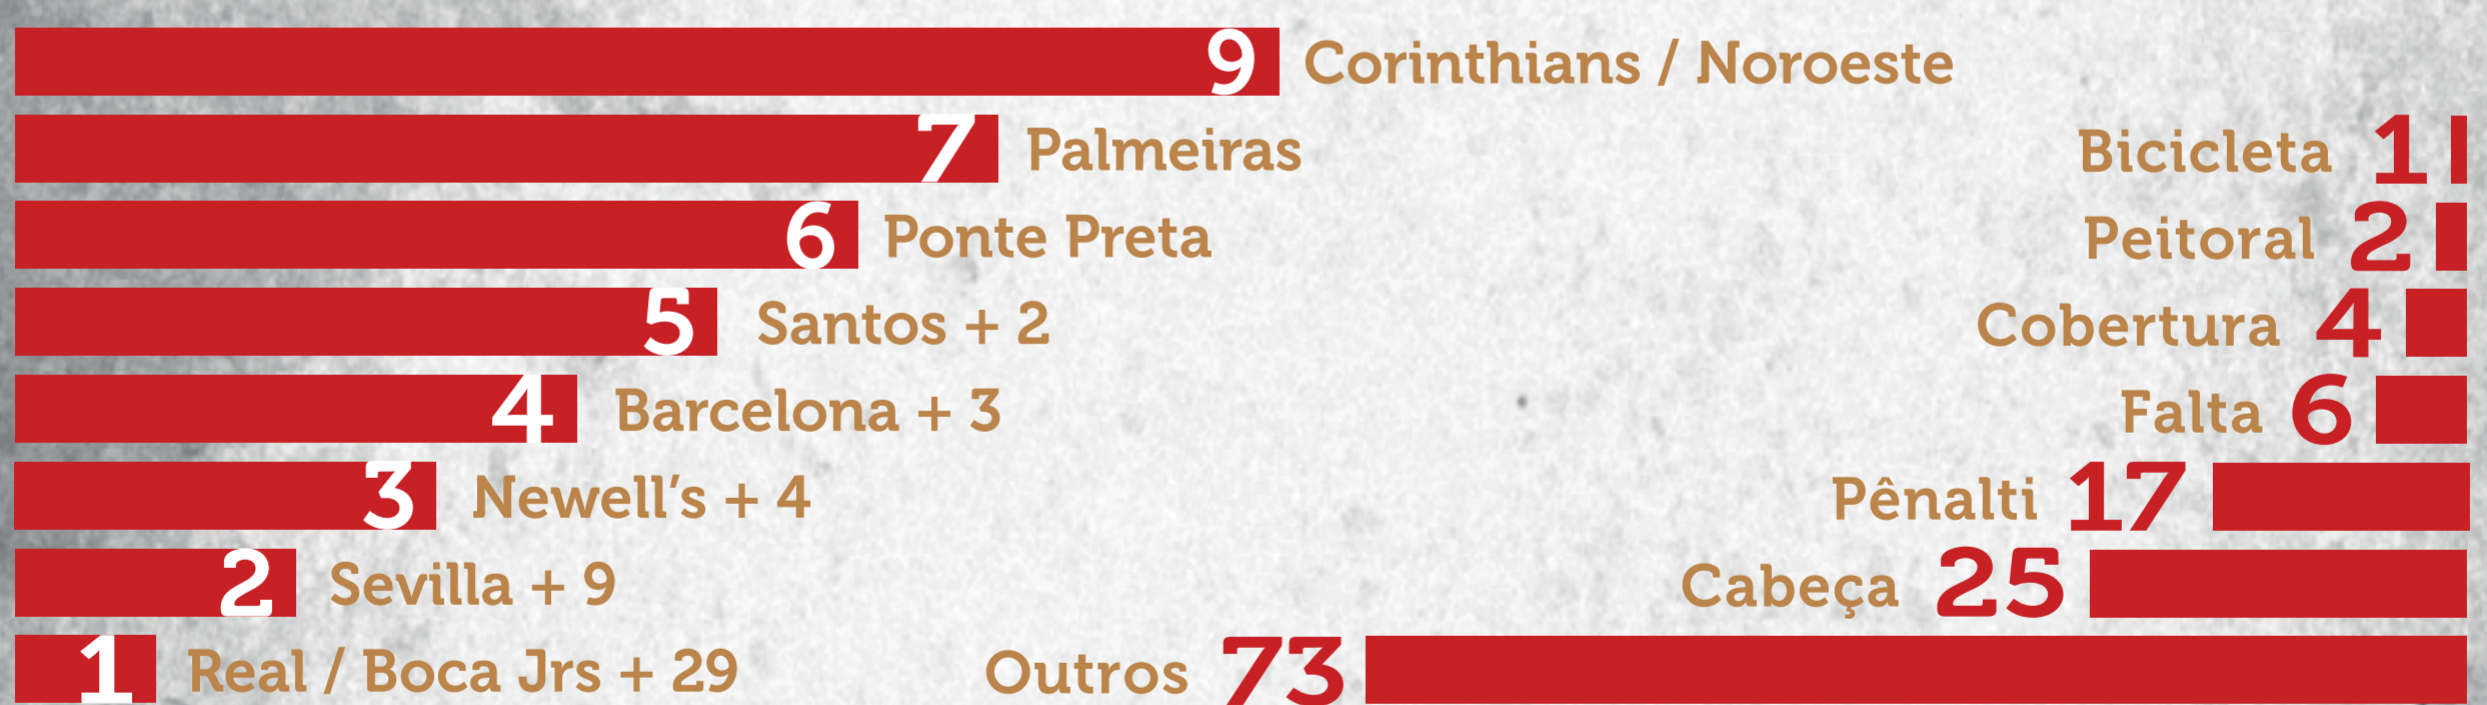 9 Corinthians / Noroeste
7 Palmeiras
Bicicleta 1
6 Ponte Preta
Peitoral 2
5 Santos + 2
Cobertura 4
4 Barcelona + 3
Falta 6
3 Newell’s + 4
Pênalti 17
2 Sevilla + 9
Cabeça 25
1 Real / Boca Jrs + 29
Outros 73